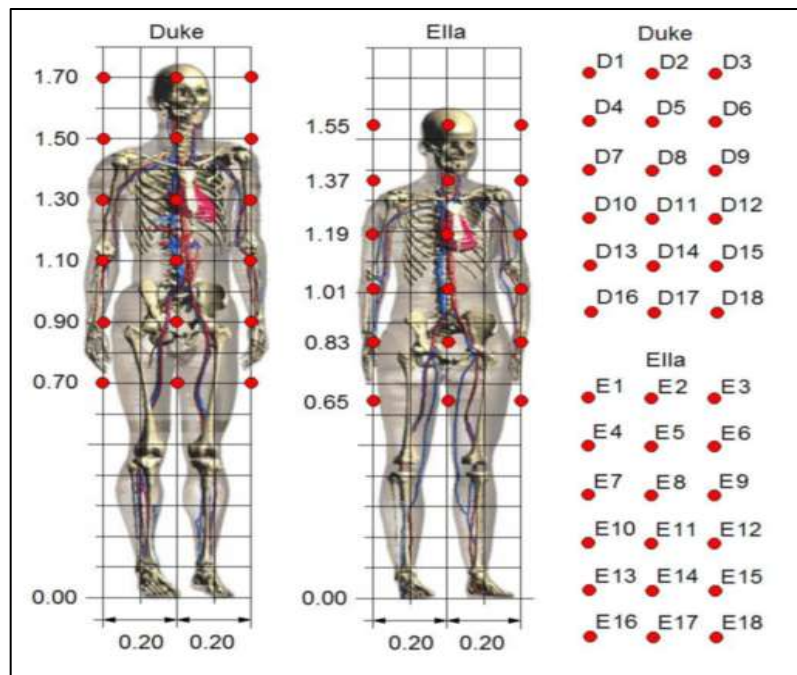 Duke
1.70
1.50
1.30
1.10
0.90
0.70
0.00
0.20 0.20
Ella
1.55
1.37
1.19
1.01
0.83
0.65
0.00
0.20 0.20
Duke
D1 D2 D3
D4 D5 D6
D7 D8 D9
D10 D11 D12
D13 D14 D15
D16 D17 D18
Ella
E1 E2 E3
E4 E5 E6
E7 E8 E9
E10 E11 E12
E13 E14 E15
E16 E17 E18